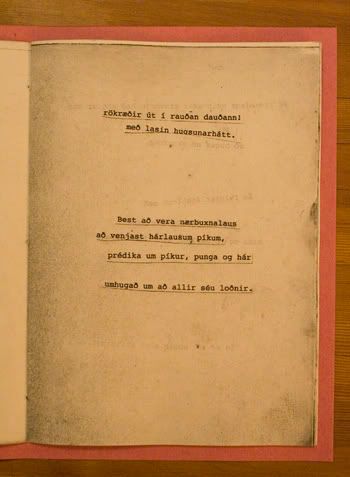 rökræðir út í rauðan dauðann!
með lasin hugsunarhátt.
Best að vera nærbuxnalaus
að venjast hárlausum píkum,
prédika um píkur, punga og hár
umhugað um að allir séu loðnir.